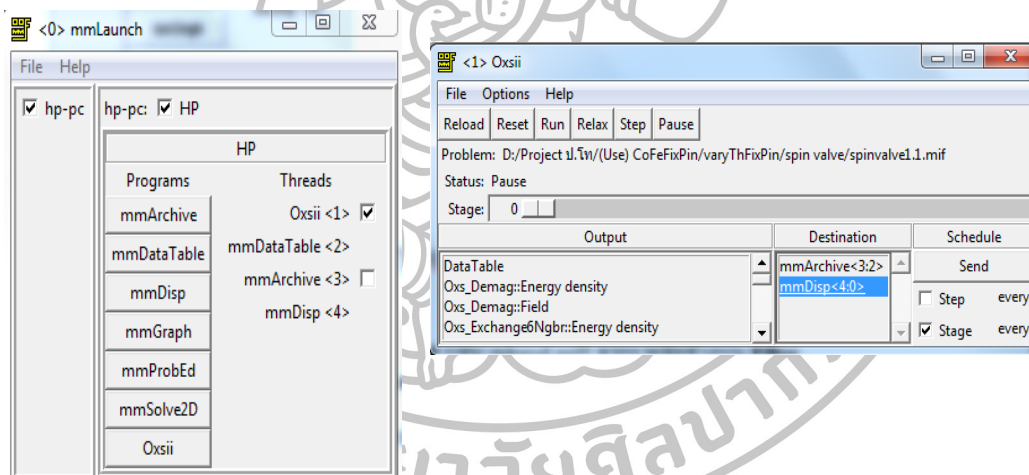 <0> mmLaunch
File Help
hp-pc
hp-pc: HP
HP
Programs Threads
mmArchive
mmDataTable
mmDisp
mmGraph
mmProbEd
mmSolve2D
Oxsii
Oxsii <1>
mmDataTable <2>
mmArchive <3>
mmDisp <4>
<1> Oxsii
File Options Help
Reload Reset Run Relax Step Pause
Problem: D:/Project ป.โท/(Use) CoFeFixPin/varyThFixPin/spin valve/spinvalve1.1.mif
Status: Pause
Stage: 0
Output Destination Schedule
DataTable
Oxs_Demag::Energy density
Oxs_Demag::Field
Oxs_Exchange6Ngbr::Energy density
mmArchive<3:2>
mmDisp<4:0>
Send
Step every
Stage every